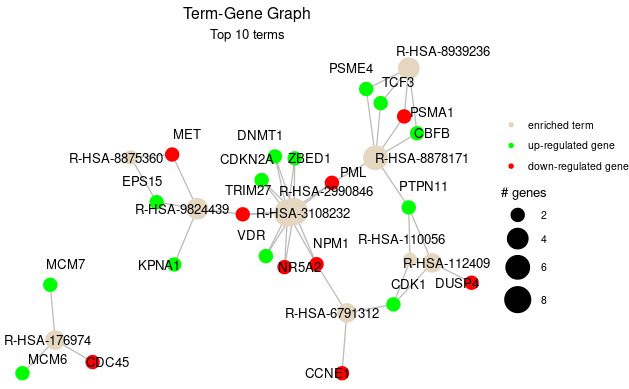 Term-Gene Graph
Top 10 terms
R-HSA-8939236
PSME4
TCF3
PSMA1
CBFB
MET
DNMT1
R-HSA-8875360
CDKN2A
ZBED1
R-HSA-8878171
PML
EPS15
TRIM27
R-HSA-2990846
PTPN11
R-HSA-9824439
R-HSA-3108232
VDR
NPM1
R-HSA-110056
KPNA1
NR5A2
R-HSA-112409
MCM7
CDK1
DUSP4
R-HSA-6791312
R-HSA-176974
MCM6
CDC45
CCNE1
enriched term
up-regulated gene
down-regulated gene
# genes
2
4
6
8